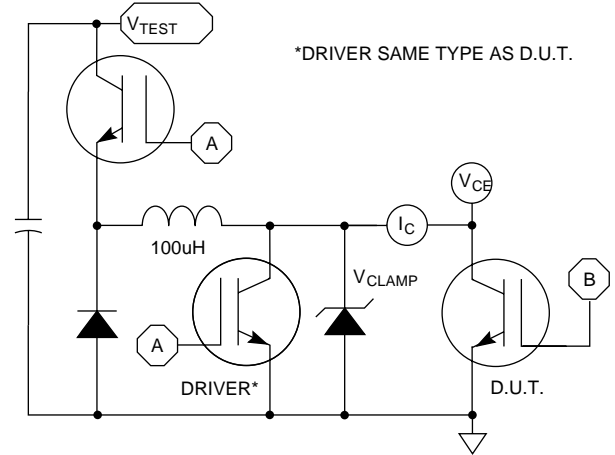 V_TEST
*DRIVER SAME TYPE AS D.U.T.
A
V_CE
I_C
100uH
V_CLAMP
B
A
DRIVER*
D.U.T.